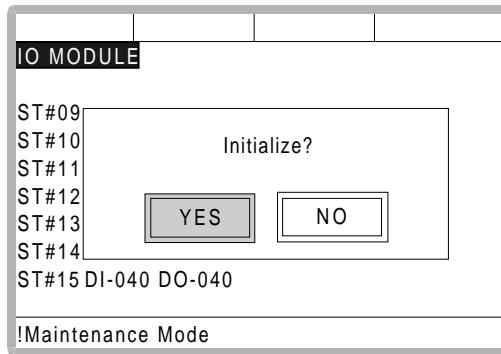 IO MODULE
ST#09
ST#10
Initialize?
ST#11
ST#12
YES NO
ST#13
ST#14
ST#15 DI-040 DO-040
!Maintenance Mode